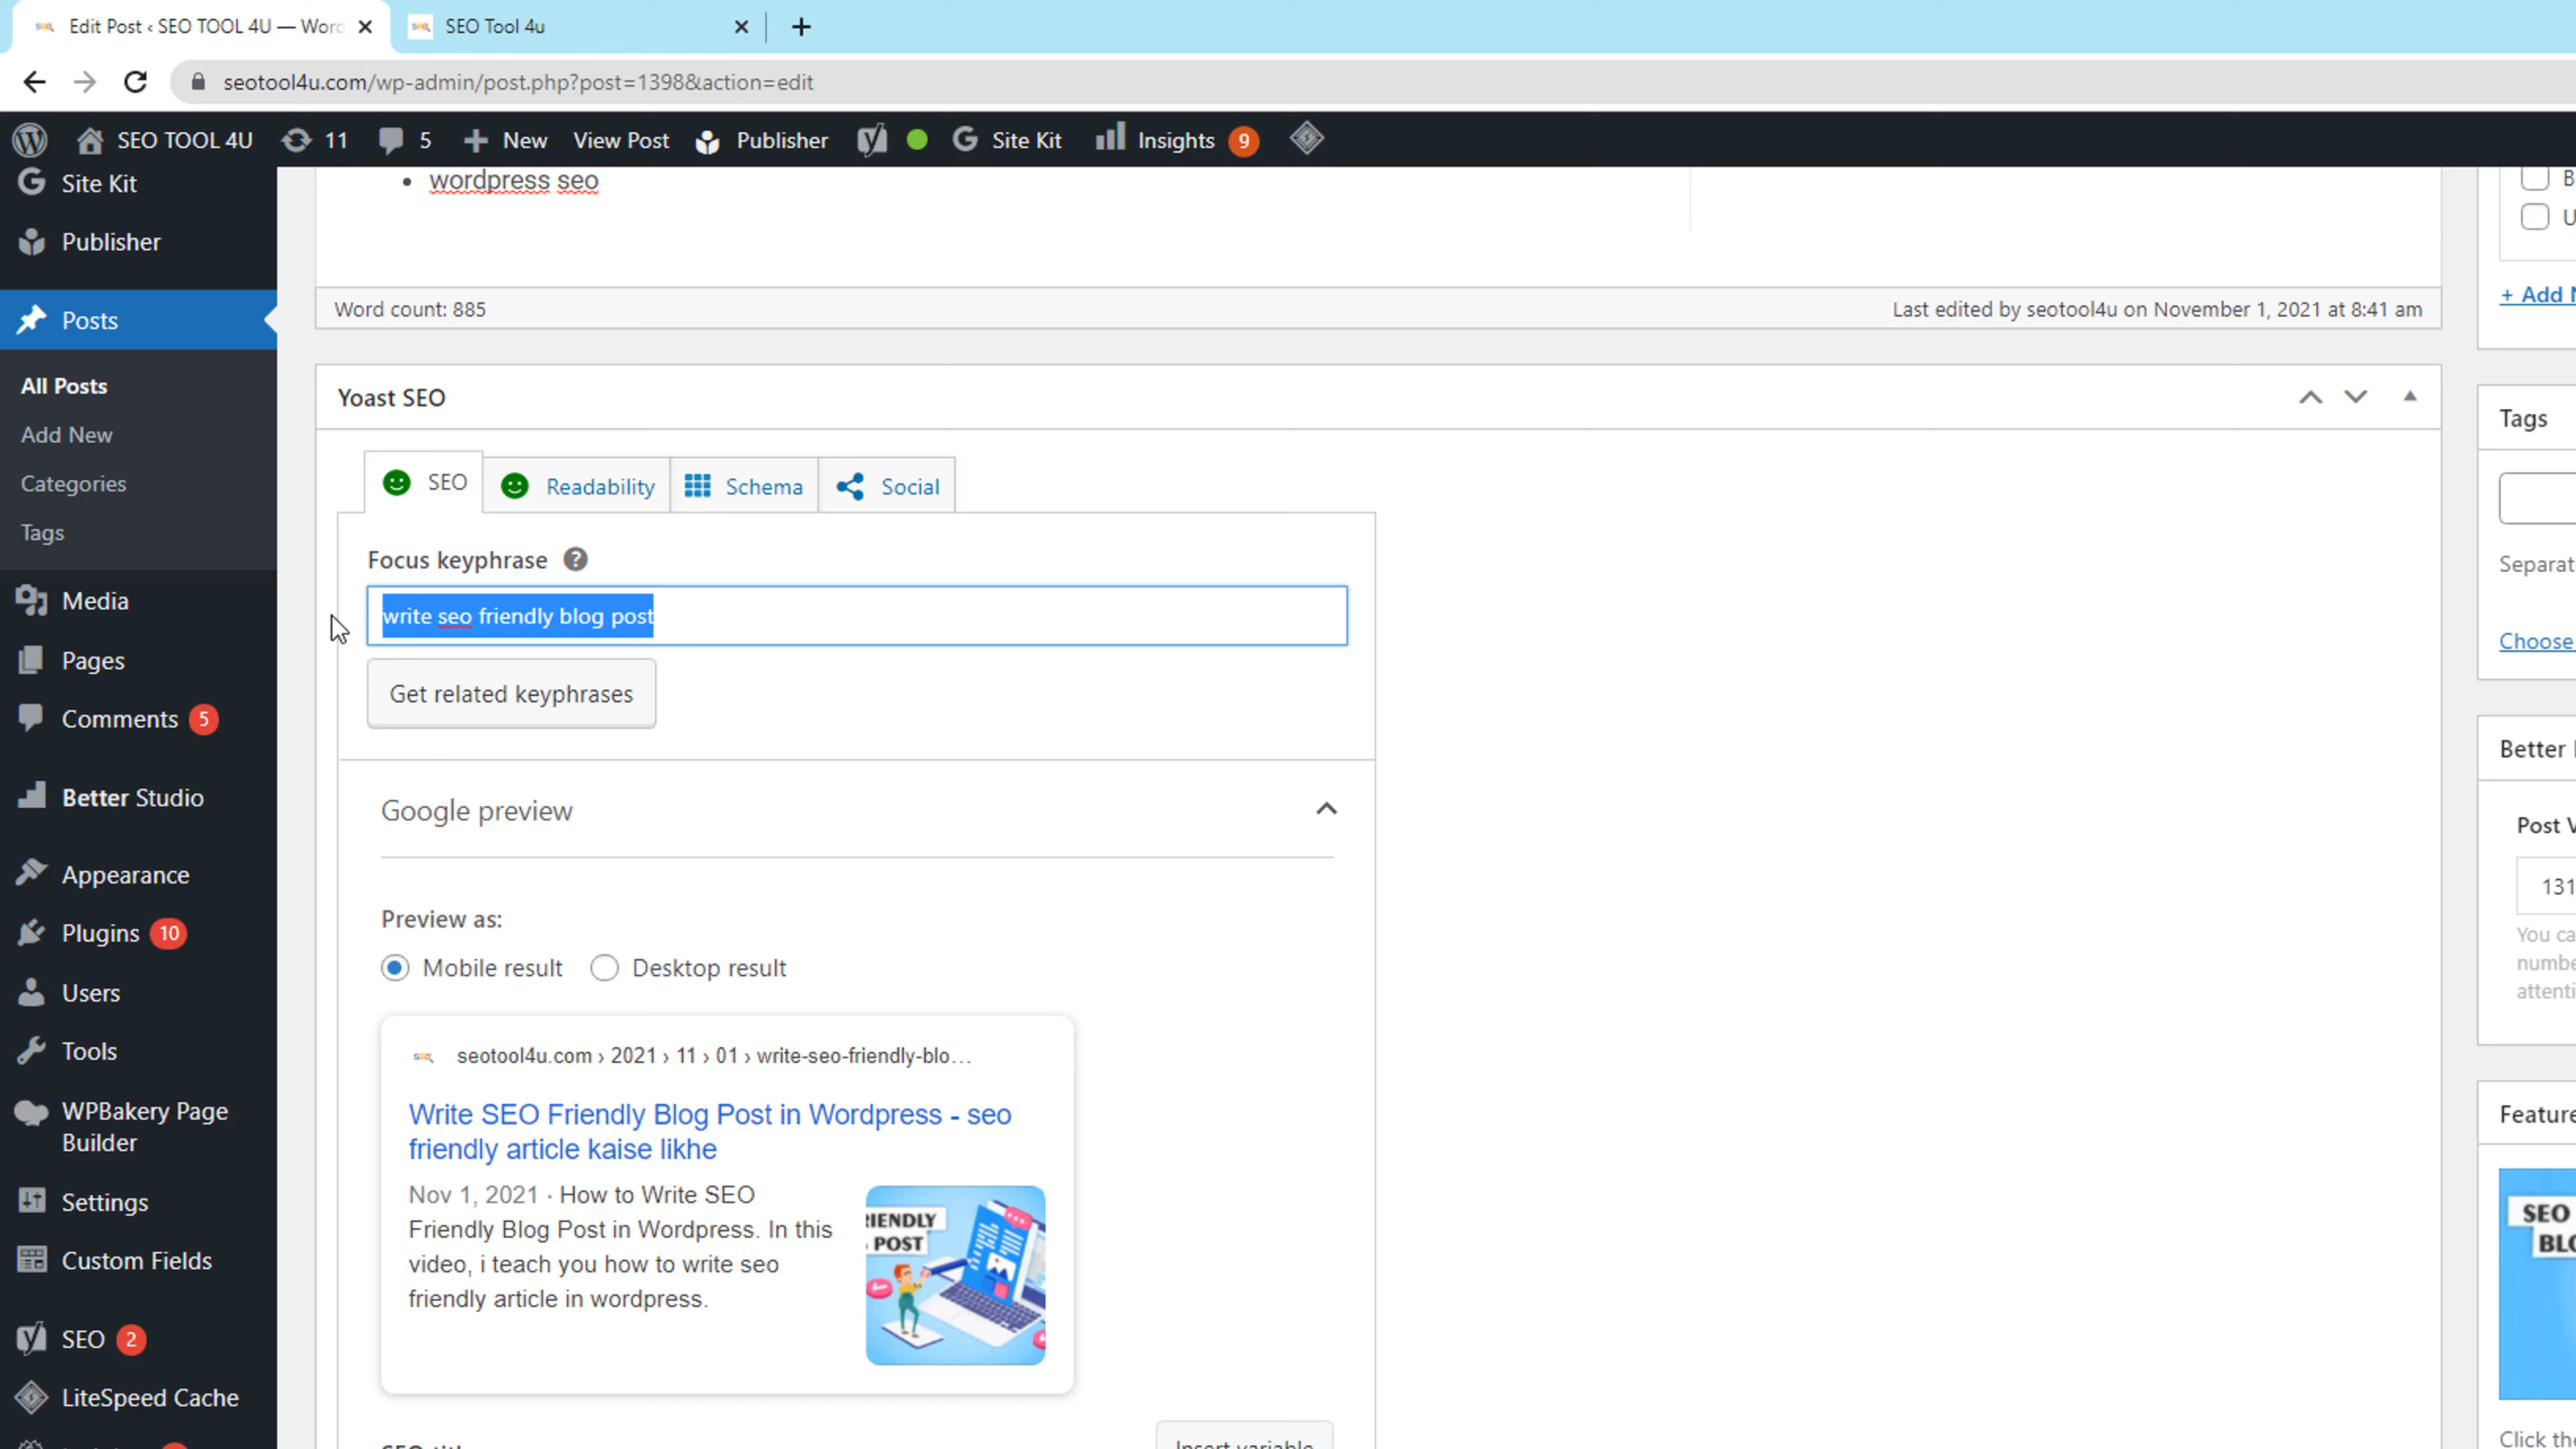 Edit Post ‹ SEO TOOL 4U — Word
SEO Tool 4u
seotool4u.com/wp-admin/post.php?post=1398&action=edit
SEO TOOL 4U
11
5
New
View Post
Publisher
Site Kit
Insights 9
Site Kit
Publisher
Posts
All Posts
Add New
Categories
Tags
Media
Pages
Comments 5
Better Studio
Appearance
Plugins 10
Users
Tools
WPBakery Page
Builder
Settings
Custom Fields
SEO 2
LiteSpeed Cache
wordpress seo
Word count: 885
Last edited by seotool4u on November 1, 2021 at 8:41 am
Yoast SEO
SEO
Readability
Schema
Social
Focus keyphrase ?
write seo friendly blog post
Get related keyphrases
Google preview
Preview as:
Mobile result
Desktop result
seotool4u.com › 2021 › 11 › 01 › write-seo-friendly-blo…
Write SEO Friendly Blog Post in Wordpress - seo
friendly article kaise likhe
Nov 1, 2021 · How to Write SEO
Friendly Blog Post in Wordpress. In this
video, i teach you how to write seo
friendly article in wordpress.
RIENDLY
POST
Insert variable
B
U
+ Add N
Tags
Separat
Choose
Better
Post V
131
You ca
numbe
attenti
Feature
SEO
BLO
Click the